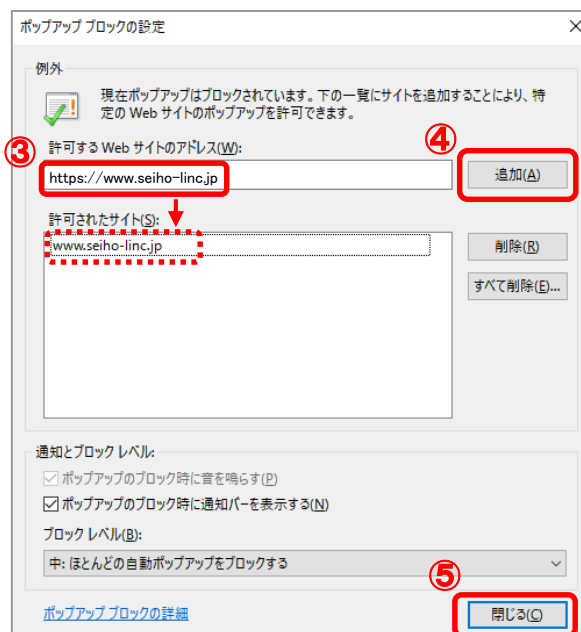 ポップアップ ブロックの設定
例外
現在ポップアップはブロックされています。下の一覧にサイトを追加することにより、特
定の Web サイトのポップアップを許可できます。
③
④
許可する Web サイトのアドレス(W):
https://www.seiho-linc.jp
追加(A)
許可されたサイト(S):
www.seiho-linc.jp
削除(R)
すべて削除(E)...
通知とブロック レベル:
ポップアップのブロック時に音を鳴らす(P)
ポップアップのブロック時に通知バーを表示する(N)
ブロック レベル(B):
中: ほとんどの自動ポップアップをブロックする
⑤
ポップアップ ブロックの詳細
閉じる(C)